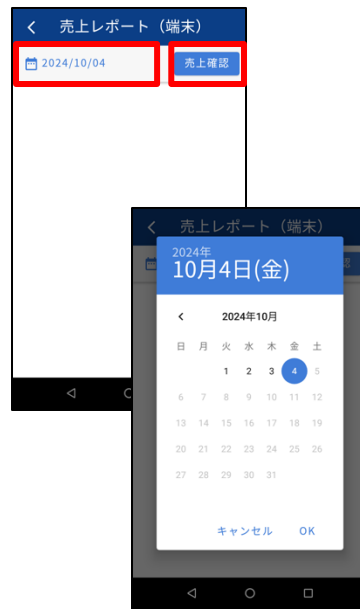 売上レポート（端末）
2024/10/04
売上確認
売上レポート（端末）
2024年
10月4日(金)
2024年10月
日 月 火 水 木 金 土
1 2 3 4 5
6 7 8 9 10 11 12
13 14 15 16 17 18 19
20 21 22 23 24 25 26
27 28 29 30 31
キャンセル OK